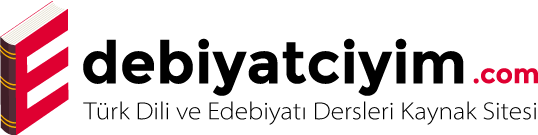 Edebiyatciyim.com
Türk Dili ve Edebiyatı Dersleri Kaynak Sitesi